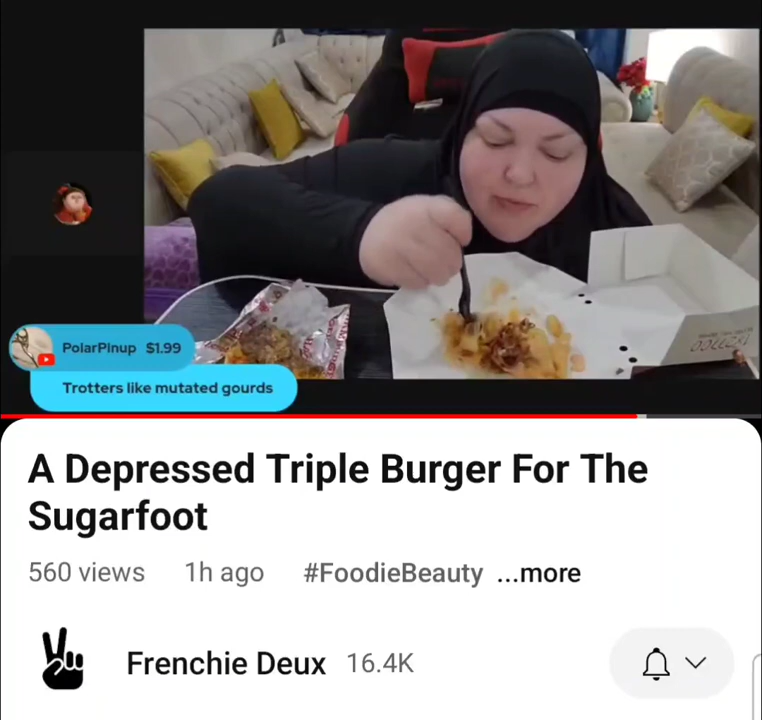 PolarPinup $1.99
Trotters like mutated gourds
A Depressed Triple Burger For The
Sugarfoot
560 views 1h ago #FoodieBeauty ...more
Frenchie Deux 16.4K